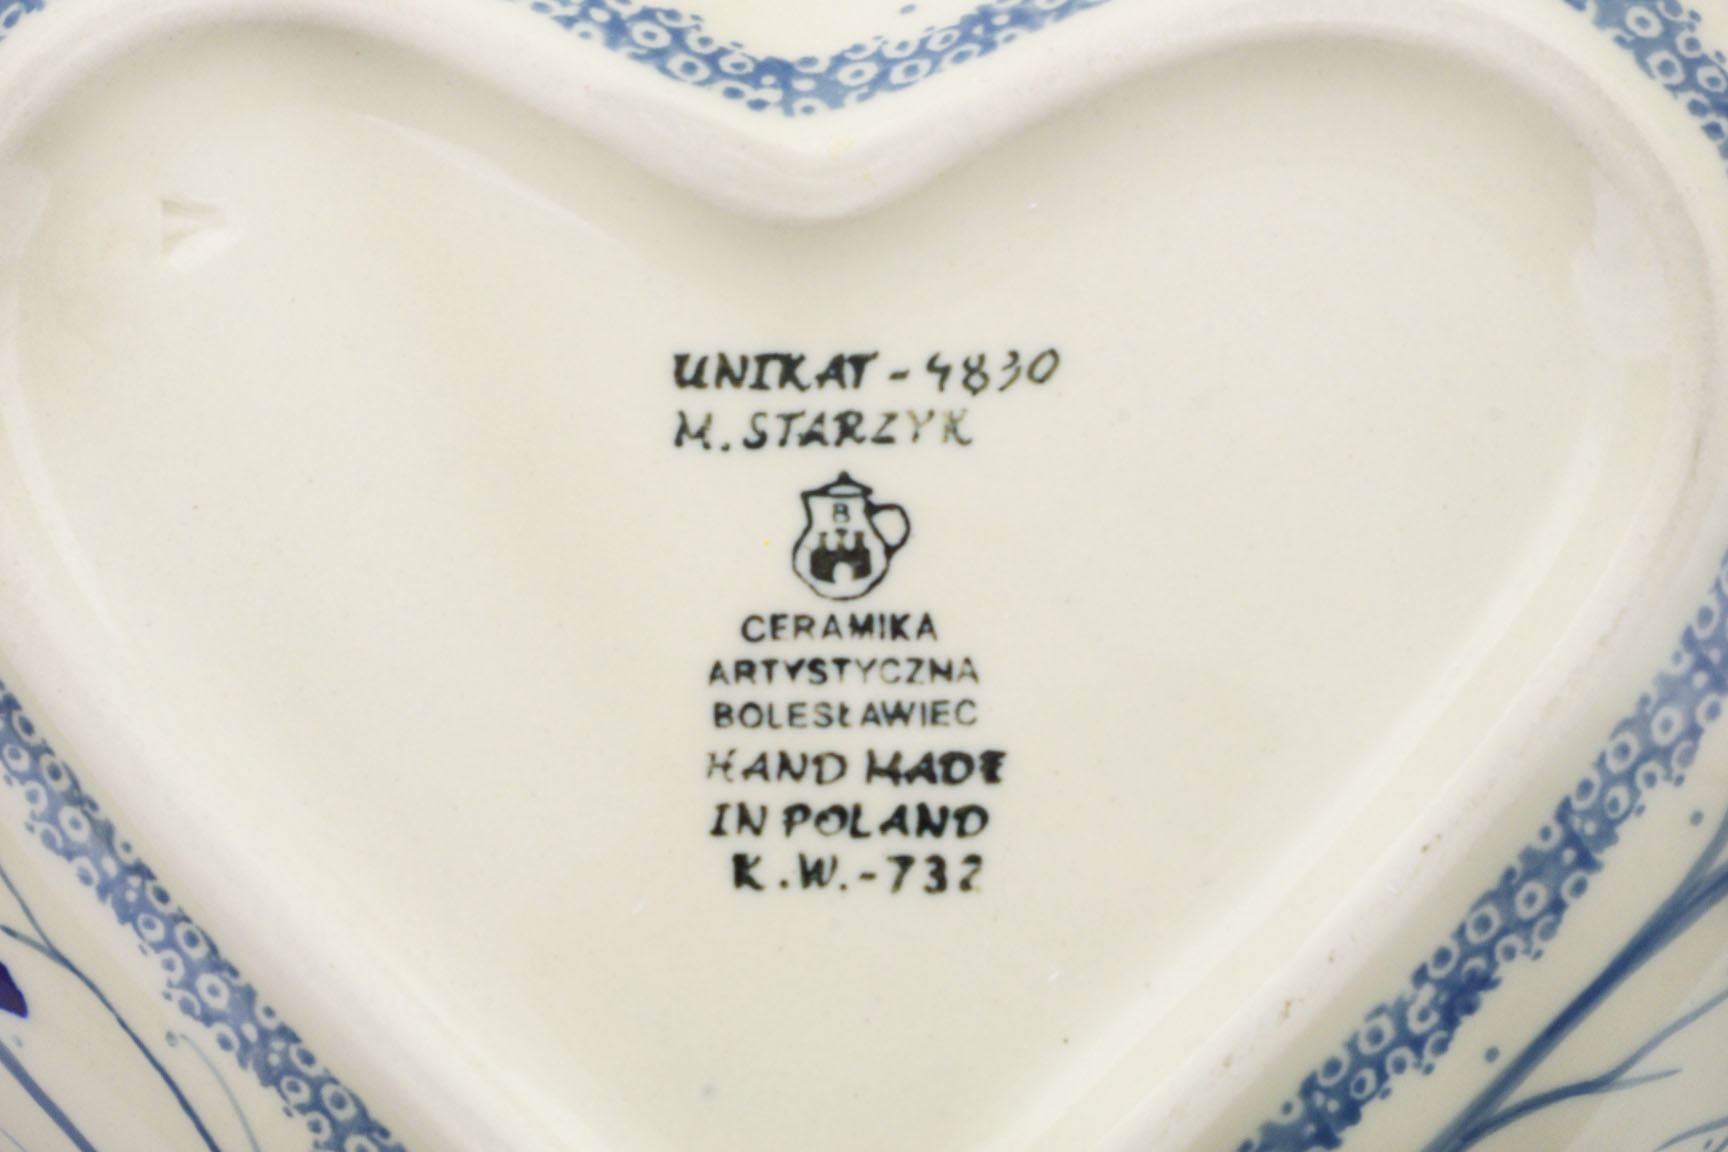 UNIKAT - 4830
M. STARZYK
B
CERAMIKA
ARTYSTYCZNA
BOLESŁAWIEC
HAND MADE
IN POLAND
K.W.-732